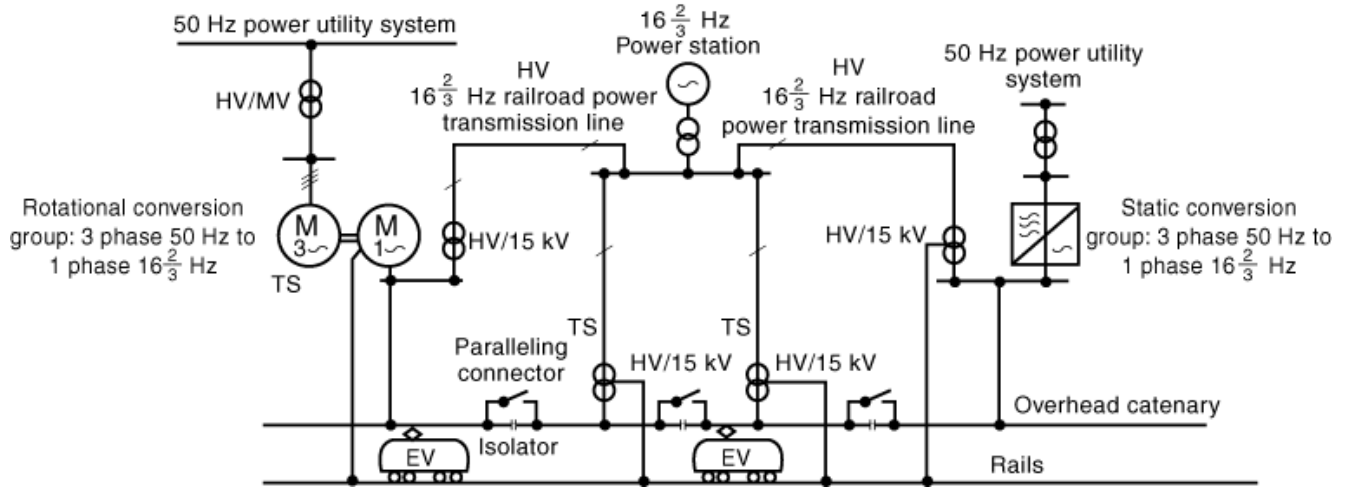 50 Hz power utility system
16 2/3 Hz
Power station
50 Hz power utility
system
HV/MV
HV
16 2/3 Hz railroad power
transmission line
HV
16 2/3 Hz railroad
power transmission line
Rotational conversion
group: 3 phase 50 Hz to
1 phase 16 2/3 Hz
TS
M
3~
M
1~
HV/15 kV
HV/15 kV
~
Static conversion
group: 3 phase 50 Hz to
1 phase 16 2/3 Hz
TS
TS
Paralleling
connector
HV/15 kV
HV/15 kV
Isolator
Overhead catenary
EV
EV
Rails